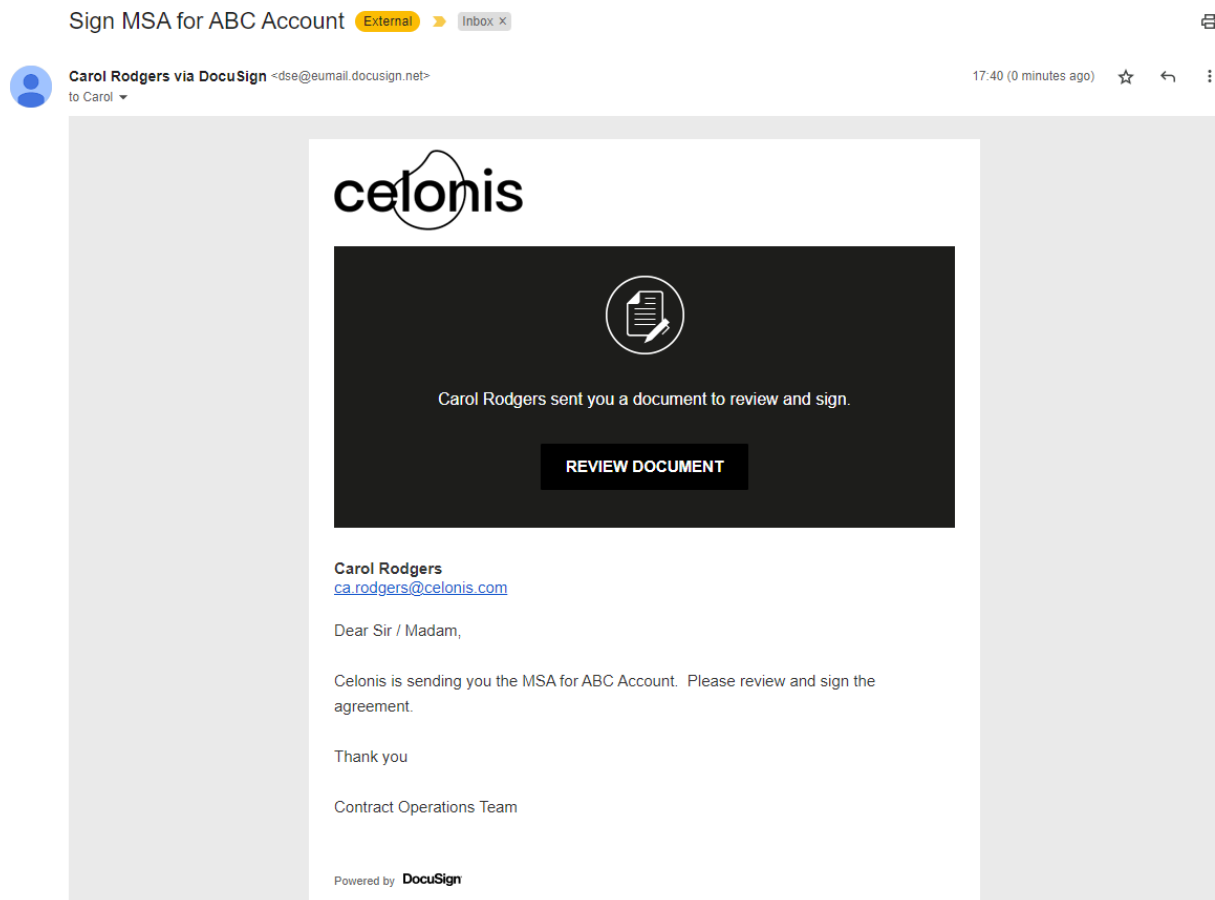 Sign MSA for ABC Account External Inbox ×
Carol Rodgers via DocuSign <dse@eumail.docusign.net> 17:40 (0 minutes ago)
to Carol
celonis
Carol Rodgers sent you a document to review and sign.
REVIEW DOCUMENT
Carol Rodgers
ca.rodgers@celonis.com
Dear Sir / Madam,
Celonis is sending you the MSA for ABC Account. Please review and sign the
agreement.
Thank you
Contract Operations Team
Powered by DocuSign